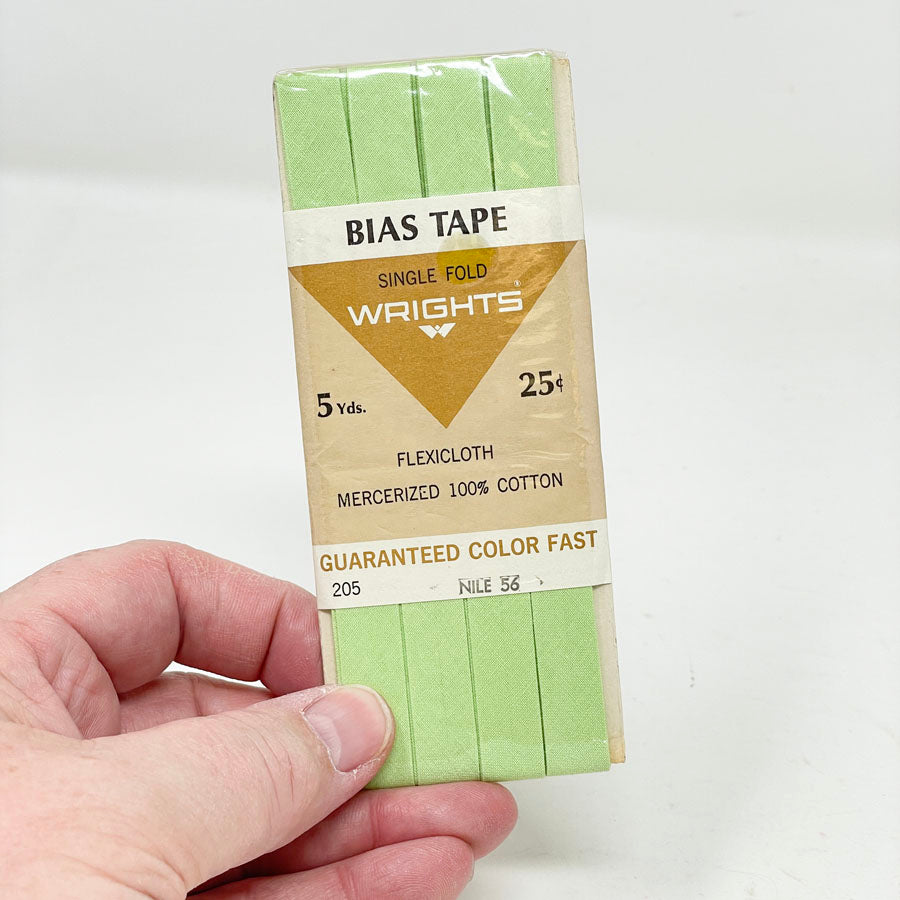 BIAS TAPE
SINGLE FOLD
WRIGHTS®
5 Yds. 25¢
FLEXICLOTH
MERCERIZED 100% COTTON
GUARANTEED COLOR FAST
205 NILE 56